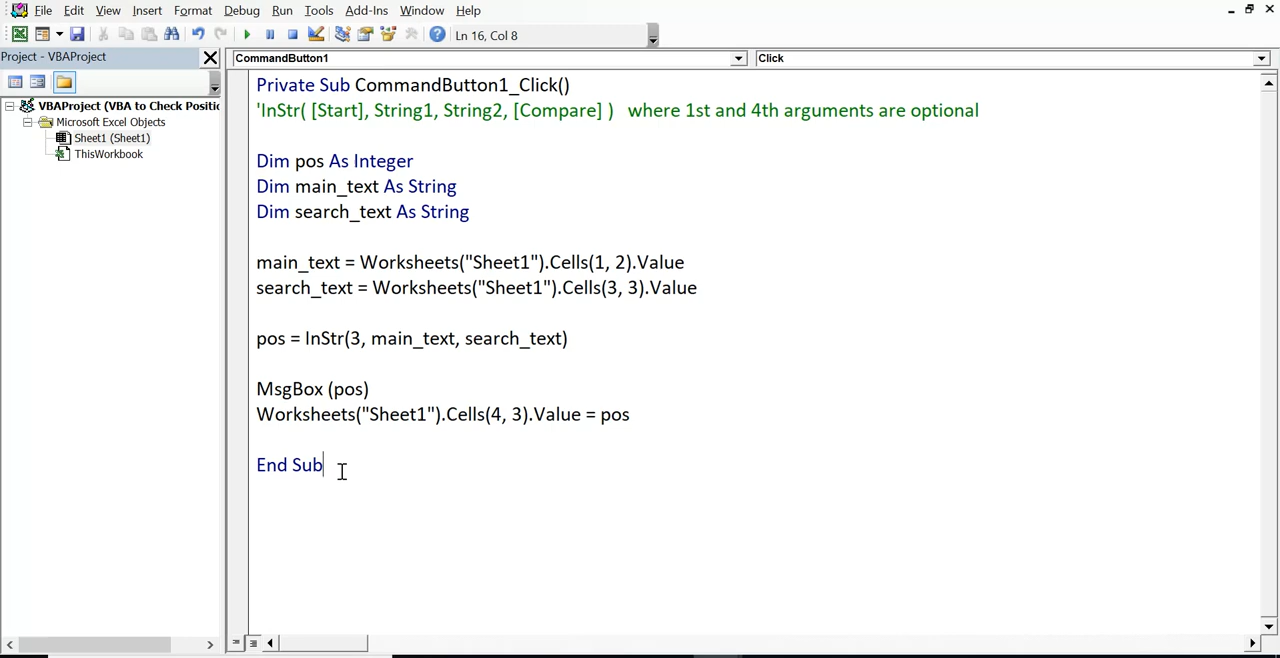 File Edit View Insert Format Debug Run Tools Add-Ins Window Help
Ln 16, Col 8
Project - VBAProject
CommandButton1 Click
VBAProject (VBA to Check Positic
Microsoft Excel Objects
Sheet1 (Sheet1)
ThisWorkbook
Private Sub CommandButton1_Click()
'InStr( [Start], String1, String2, [Compare] ) where 1st and 4th arguments are optional
Dim pos As Integer
Dim main_text As String
Dim search_text As String
main_text = Worksheets("Sheet1").Cells(1, 2).Value
search_text = Worksheets("Sheet1").Cells(3, 3).Value
pos = InStr(3, main_text, search_text)
MsgBox (pos)
Worksheets("Sheet1").Cells(4, 3).Value = pos
End Sub